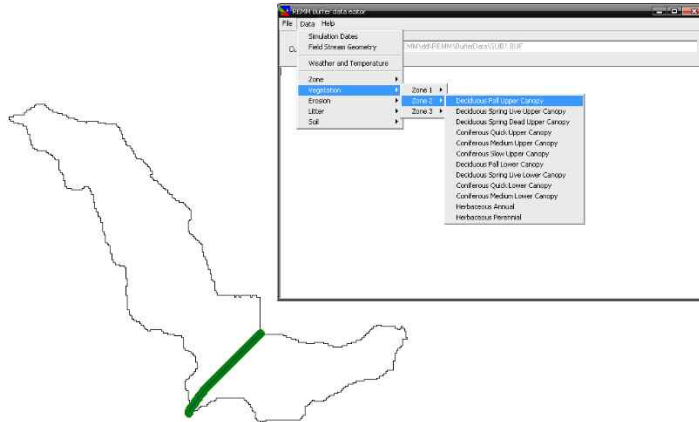 REMM Buffer data editor
File Data Help
Simulation Dates
Field Stream Geometry
Weather and Temperature
Zone
Vegetation
Erosion
Litter
Soil
Zone 1
Zone 2
Zone 3
Deciduous Fall Upper Canopy
Deciduous Spring Live Upper Canopy
Deciduous Spring Dead Upper Canopy
Coniferous Quick Upper Canopy
Coniferous Medium Upper Canopy
Coniferous Slow Upper Canopy
Deciduous Fall Lower Canopy
Deciduous Spring Live Lower Canopy
Coniferous Quick Lower Canopy
Coniferous Medium Lower Canopy
Herbaceous Annual
Herbaceous Perennial